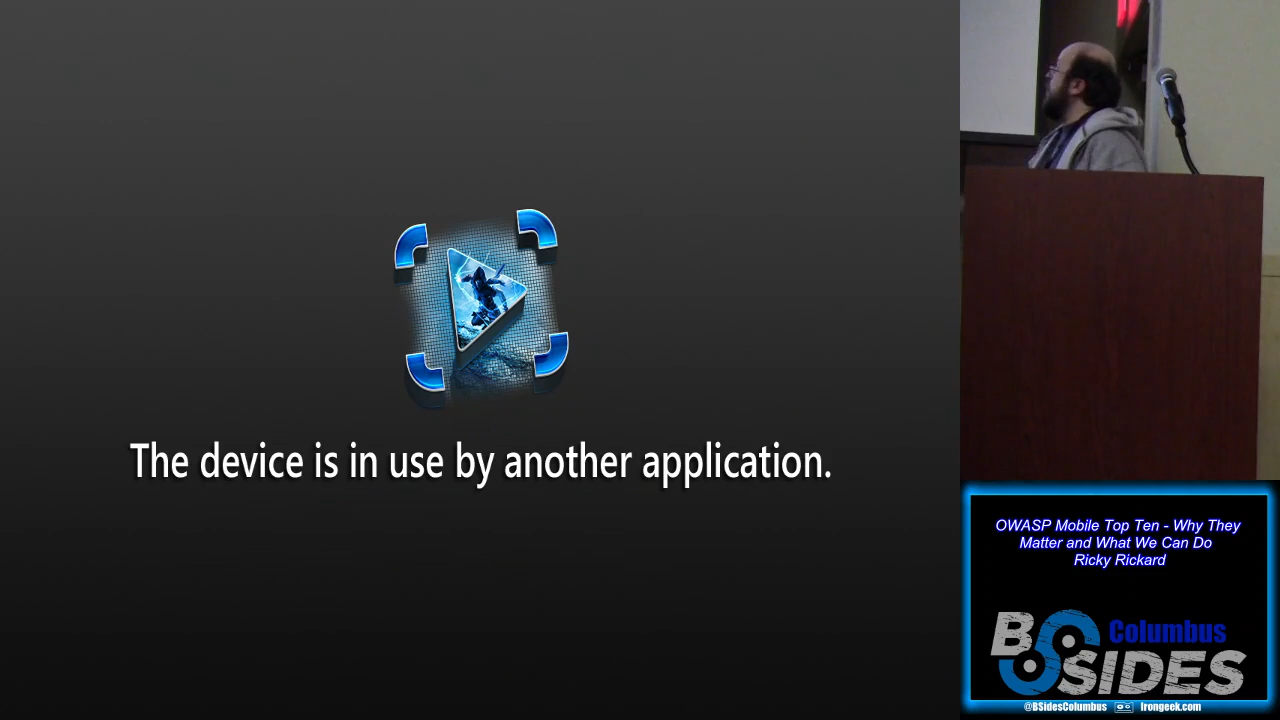 The device is in use by another application.
OWASP Mobile Top Ten - Why They
Matter and What We Can Do
Ricky Rickard
Columbus
BSIDES
@BSidesColumbus Irongeek.com